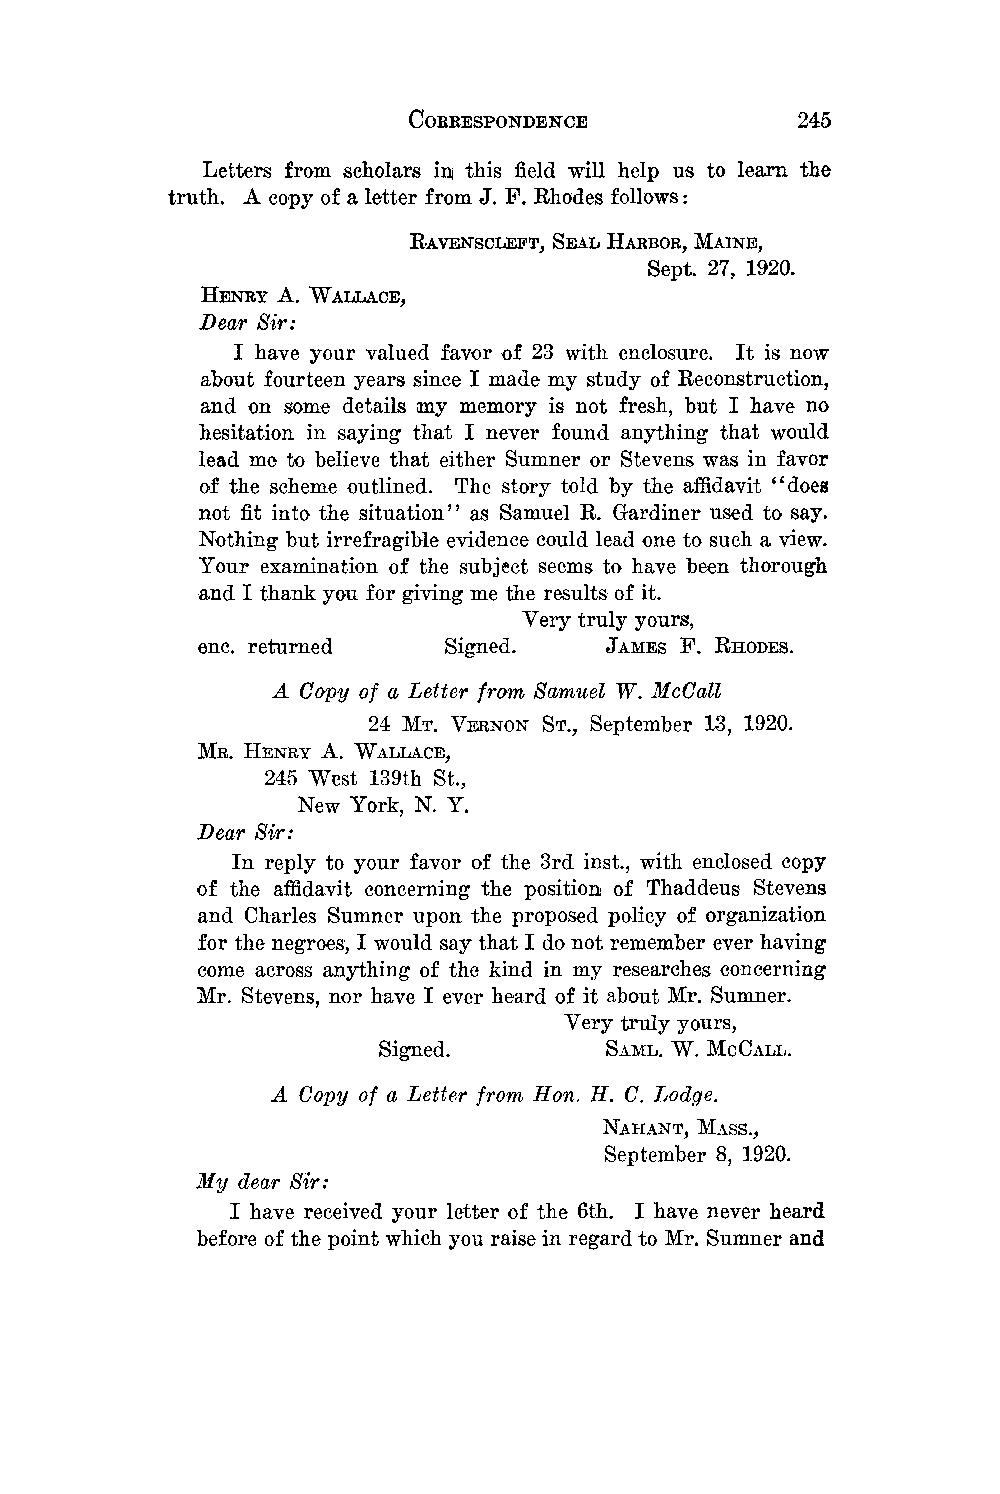 CORRESPONDENCE 245
Letters from scholars in this field will help us to learn the
truth. A copy of a letter from J. F. Rhodes follows:
RAVENSCLEFT, SEAL HARBOR, MAINE,
Sept. 27, 1920.
HENRY A. WALLACE,
Dear Sir:
I have your valued favor of 23 with enclosure. It is now
about fourteen years since I made my study of Reconstruction,
and on some details my memory is not fresh, but I have no
hesitation in saying that I never found anything that would
lead me to believe that either Sumner or Stevens was in favor
of the scheme outlined. The story told by the affidavit "does
not fit into the situation" as Samuel R. Gardiner used to say.
Nothing but irrefragible evidence could lead one to such a view.
Your examination of the subject seems to have been thorough
and I thank you for giving me the results of it.
Very truly yours,
enc. returned Signed. JAMES F. RHODES.
A Copy of a Letter from Samuel W. McCall
24 MT. VERNON ST., September 13, 1920.
MR. HENRY A. WALLACE,
245 West 139th St.,
New York, N. Y.
Dear Sir:
In reply to your favor of the 3rd inst., with enclosed copy
of the affidavit concerning the position of Thaddeus Stevens
and Charles Sumner upon the proposed policy of organization
for the negroes, I would say that I do not remember ever having
come across anything of the kind in my researches concerning
Mr. Stevens, nor have I ever heard of it about Mr. Sumner.
Very truly yours,
Signed. SAML. W. MCCALL.
A Copy of a Letter from Hon. H. C. Lodge.
NAHANT, MASS.,
September 8, 1920.
My dear Sir:
I have received your letter of the 6th. I have never heard
before of the point which you raise in regard to Mr. Sumner and